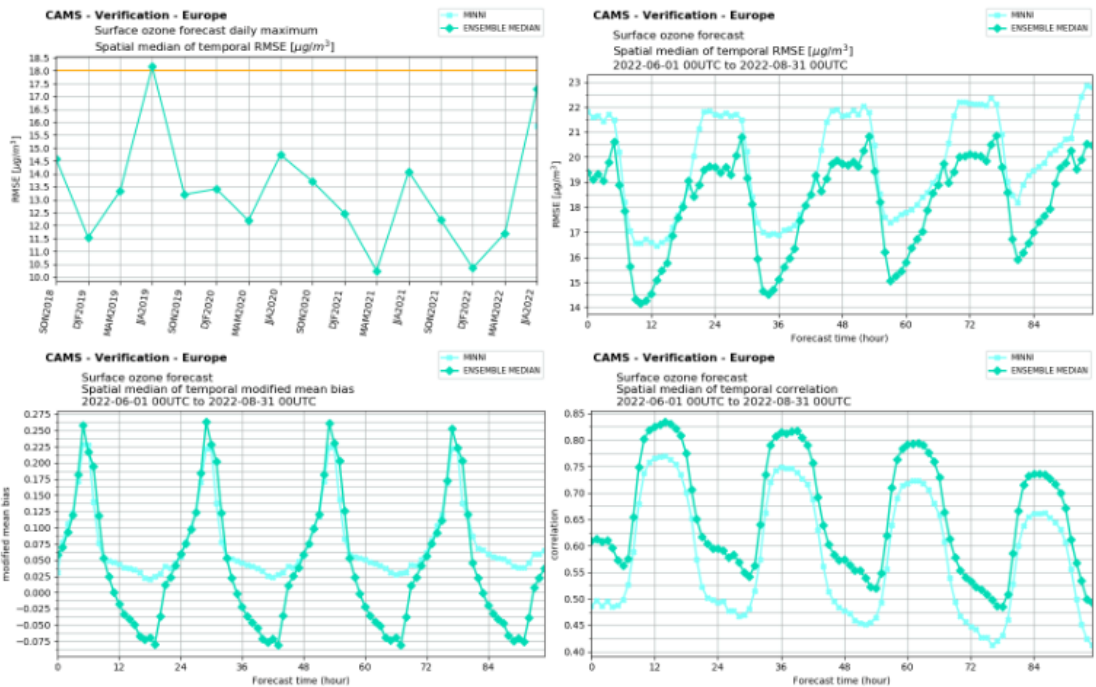 CAMS - Verification - Europe
Surface ozone forecast daily maximum
Spatial median of temporal RMSE [μg/m³]
MINNI
ENSEMBLE MEDIAN
18.5
18.0
17.5
17.0
16.5
16.0
15.5
15.0
14.5
14.0
13.5
13.0
12.5
12.0
11.5
11.0
10.5
10.0
RMSE [μg/m³]
SON2018 DJF2019 MAM2019 JJA2019 SON2019 DJF2020 MAM2020 JJA2020 SON2020 DJF2021 MAM2021 JJA2021 SON2021 DJF2022 MAM2022 JJA2022
CAMS - Verification - Europe
Surface ozone forecast
Spatial median of temporal RMSE [μg/m³]
2022-06-01 00UTC to 2022-08-31 00UTC
MINNI
ENSEMBLE MEDIAN
23
22
21
20
19
18
17
16
15
14
RMSE [μg/m³]
0 12 24 36 48 60 72 84
Forecast time (hour)
CAMS - Verification - Europe
Surface ozone forecast
Spatial median of temporal modified mean bias
2022-06-01 00UTC to 2022-08-31 00UTC
MINNI
ENSEMBLE MEDIAN
0.275
0.250
0.225
0.200
0.175
0.150
0.125
0.100
0.075
0.050
0.025
0.000
−0.025
−0.050
−0.075
modified mean bias
0 12 24 36 48 60 72 84
Forecast time (hour)
CAMS - Verification - Europe
Surface ozone forecast
Spatial median of temporal correlation
2022-06-01 00UTC to 2022-08-31 00UTC
MINNI
ENSEMBLE MEDIAN
0.85
0.80
0.75
0.70
0.65
0.60
0.55
0.50
0.45
0.40
correlation
0 12 24 36 48 60 72 84
Forecast time (hour)